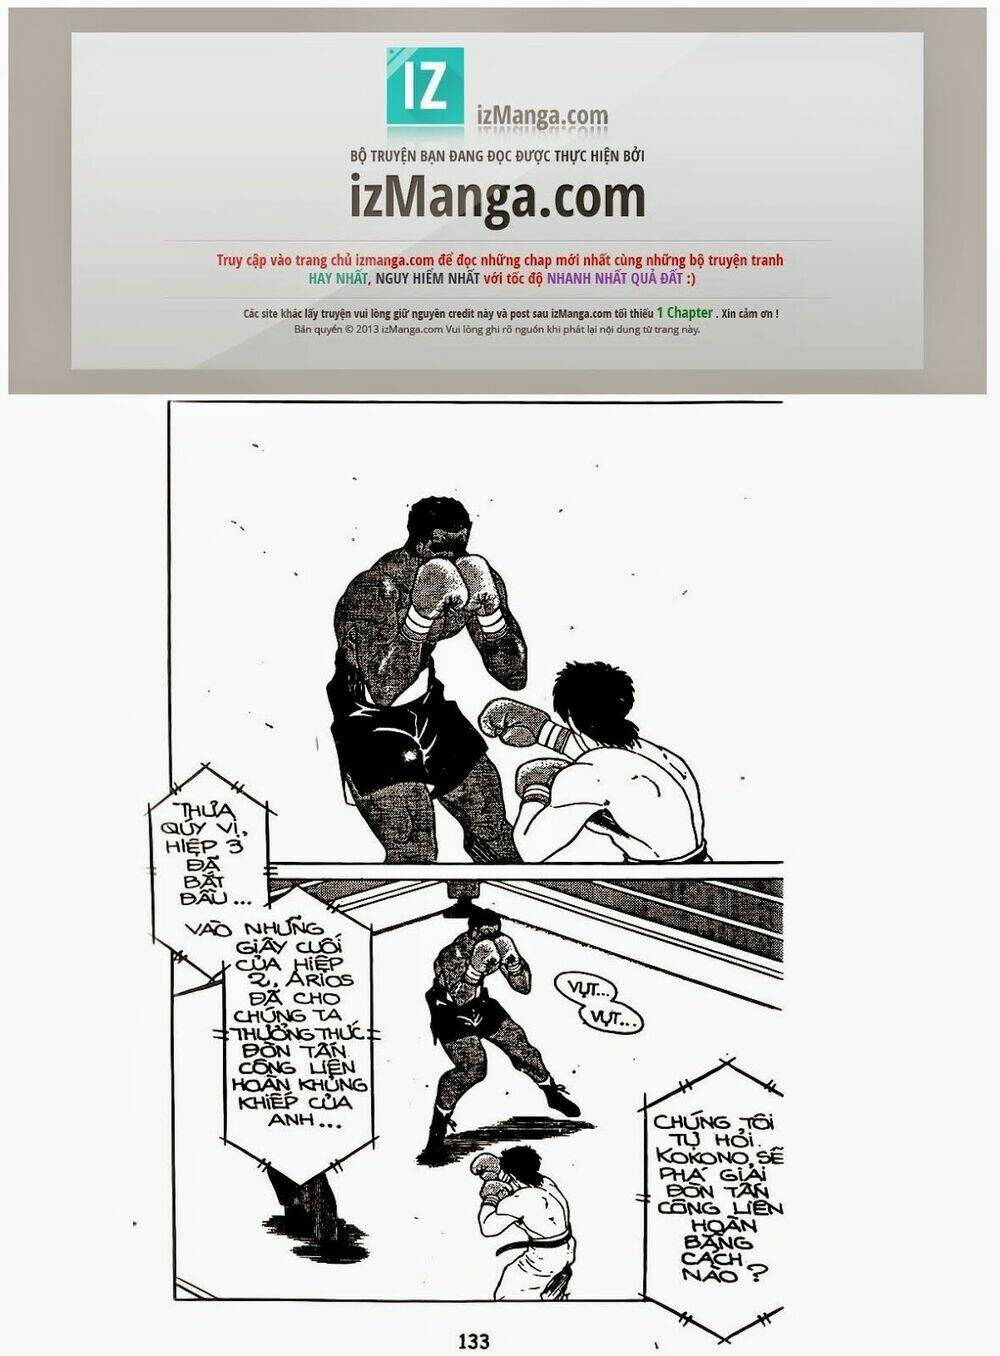 IZ
izManga.com
BỘ TRUYỆN BẠN ĐANG ĐỌC ĐƯỢC THỰC HIỆN BỞI
izManga.com
Truy cập vào trang chủ izmanga.com để đọc những chap mới nhất cùng những bộ truyện tranh
HAY NHẤT, NGUY HIỂM NHẤT với tốc độ NHANH NHẤT QUẢ ĐẤT :)
Các site khác lấy truyện vui lòng giữ nguyên credit này và post sau izManga.com tối thiểu 1 Chapter . Xin cảm ơn !
Bản quyền © 2013 izManga.com Vui lòng ghi rõ nguồn khi phát lại nội dung từ trang này.
THƯA
QÚY VỊ,
HIỆP 3
ĐÃ
BẮT
ĐẦU...
VÀO NHỮNG
GIÂY CUỐI
CỦA HIỆP
2, ARIOS
ĐÃ CHO
CHÚNG TA
THƯỞNG THỨC
ĐÒN TẤN
CÔNG LIÊN
HOÀN KHỦNG
KHIẾP CỦA
ANH...
VỤT...
VỤT...
CHÚNG TÔI
TỰ HỎI
KOKONO SẼ
PHÁ GIẢI
ĐÒN TẤN
CÔNG LIÊN
HOÀN
BẰNG
CÁCH
NÀO?
133